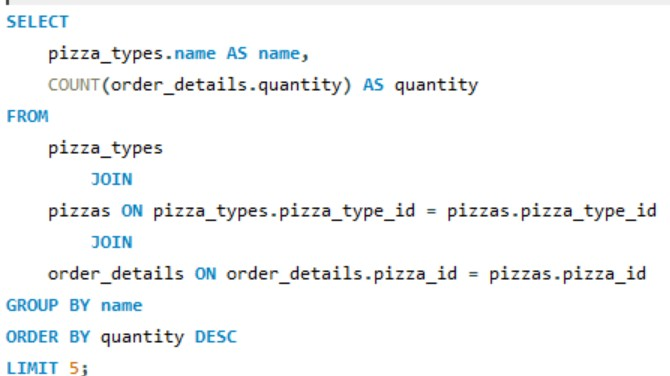 SELECT
    pizza_types.name AS name,
    COUNT(order_details.quantity) AS quantity
FROM
    pizza_types
        JOIN
    pizzas ON pizza_types.pizza_type_id = pizzas.pizza_type_id
        JOIN
    order_details ON order_details.pizza_id = pizzas.pizza_id
GROUP BY name
ORDER BY quantity DESC
LIMIT 5;